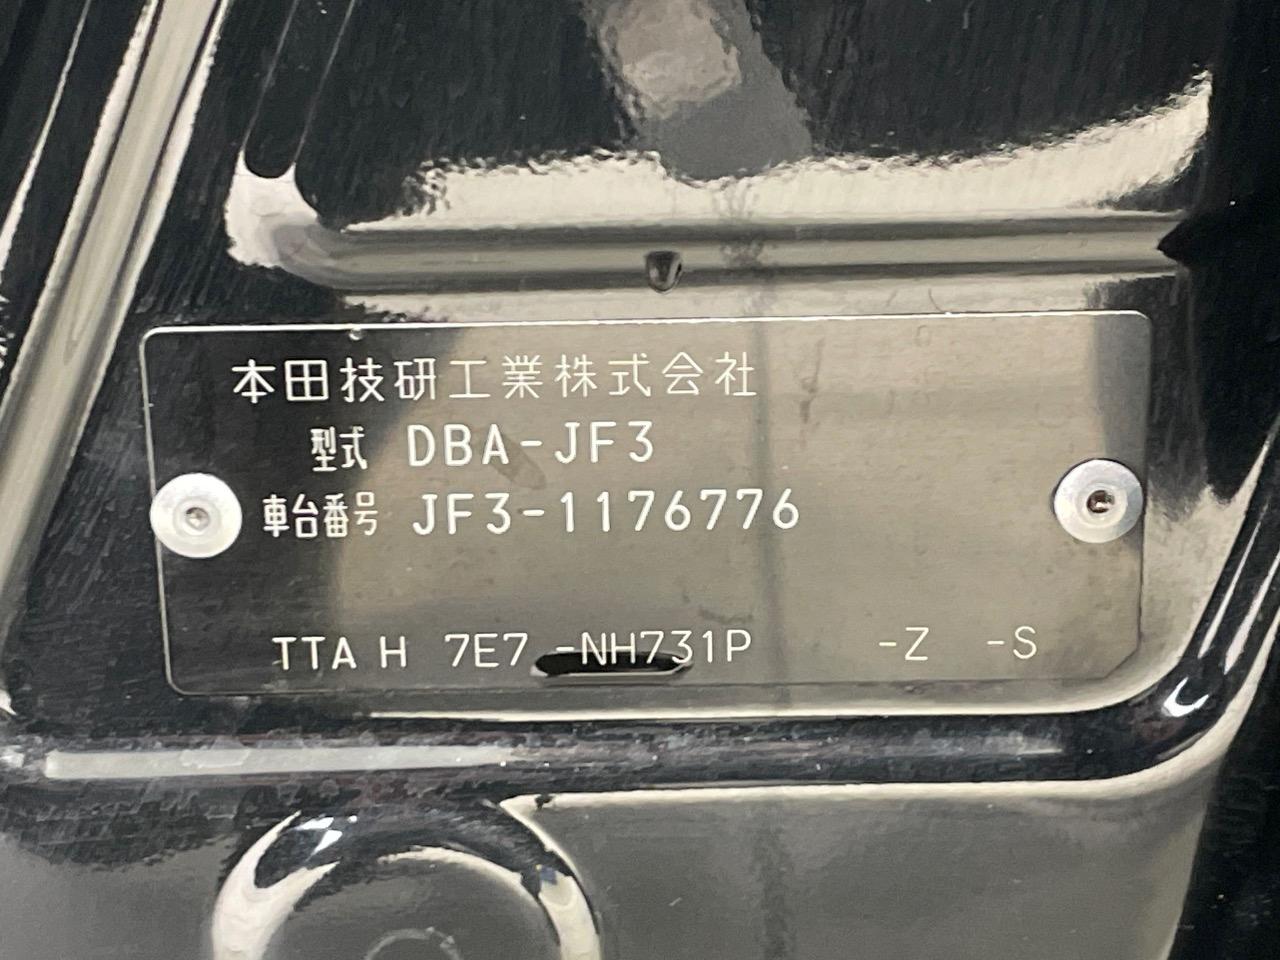 本田技研工業株式会社
型式 DBA-JF3
車台番号 JF3-1176776
TTA H 7E7 -NH731P -Z -S